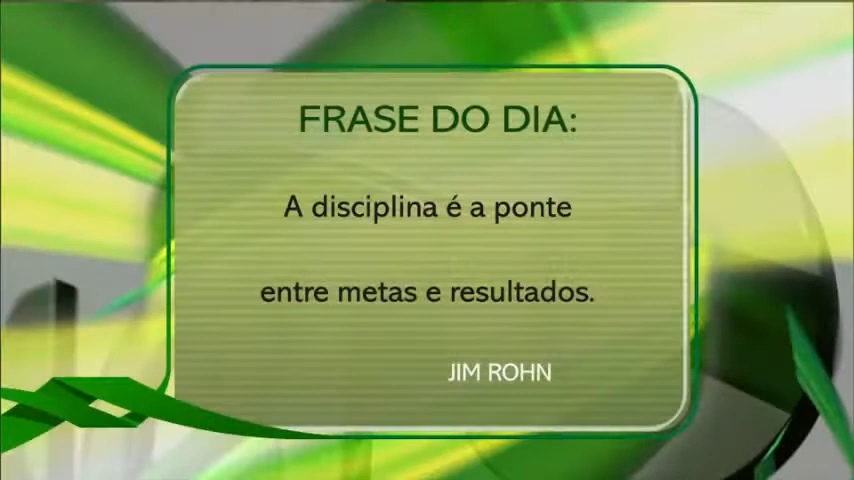 FRASE DO DIA:
A disciplina é a ponte
entre metas e resultados.
JIM ROHN